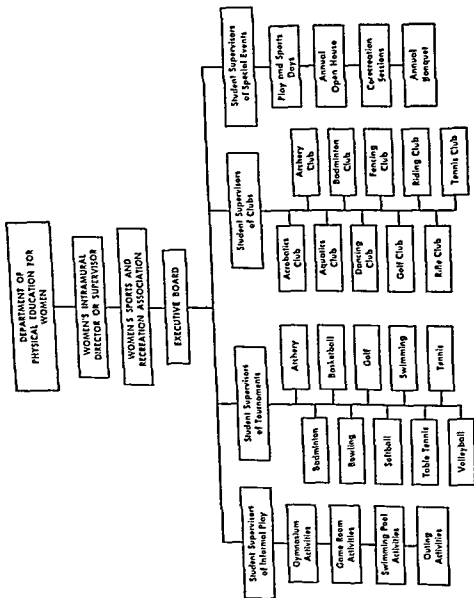 DEPARTMENT OF
PHYSICAL EDUCATION FOR
WOMEN
WOMEN'S INTRAMURAL
DIRECTOR OR SUPERVISOR
WOMEN'S SPORTS AND
RECREATION ASSOCIATION
EXECUTIVE BOARD
Student Supervisors
of Informal Play
Gymnasium
Activities
Game Room
Activities
Swimming Pool
Activities
Outing
Activities
Student Supervisors
of Tournaments
Archery
Badminton
Basketball
Bowling
Golf
Softball
Swimming
Table Tennis
Tennis
Volleyball
Student Supervisors
of Clubs
Acrobatics
Club
Archery
Club
Aquatics
Club
Badminton
Club
Dancing
Club
Fencing
Club
Golf Club
Riding Club
Rifle Club
Tennis Club
Student Supervisors
of Special Events
Play and Sports
Days
Annual
Open House
Corecreation
Sessions
Annual
Banquet